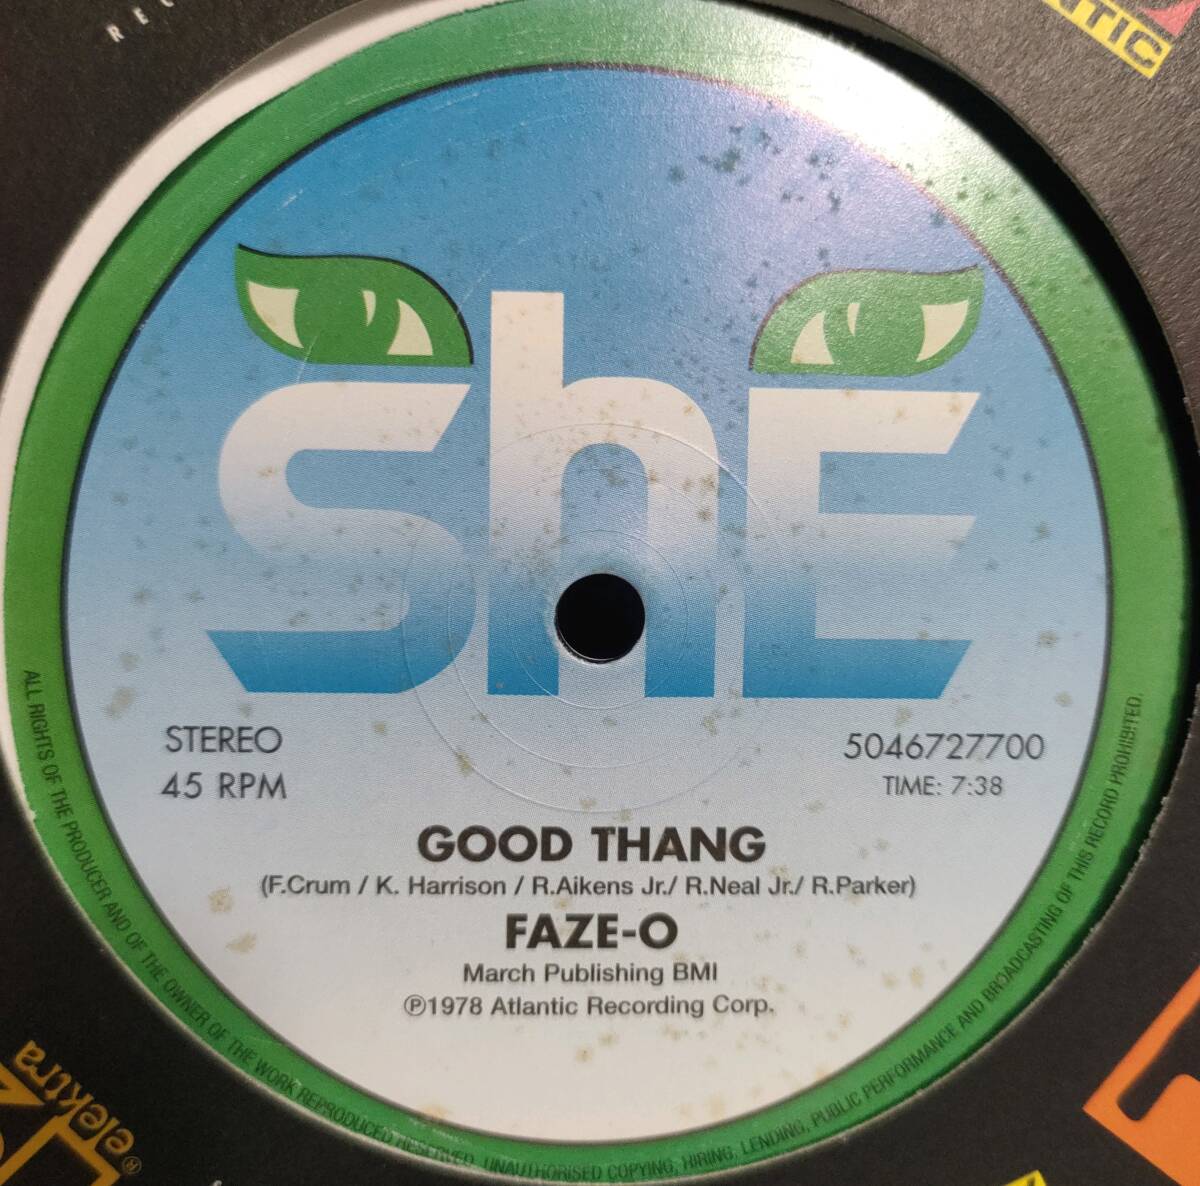 REC
ATLANTIC
shE
STEREO
45 RPM
5046727700
TIME: 7:38
GOOD THANG
(F.Crum / K. Harrison / R.Aikens Jr./ R.Neal Jr./ R.Parker)
FAZE-O
March Publishing BMI
℗1978 Atlantic Recording Corp.
ALL RIGHTS OF THE PRODUCER AND OF THE OWNER OF THE WORK REPRODUCED RESERVED. UNAUTHORISED COPYING, HIRING, LENDING, PUBLIC PERFORMANCE AND BROADCASTING OF THIS RECORD PROHIBITED.
elektra®